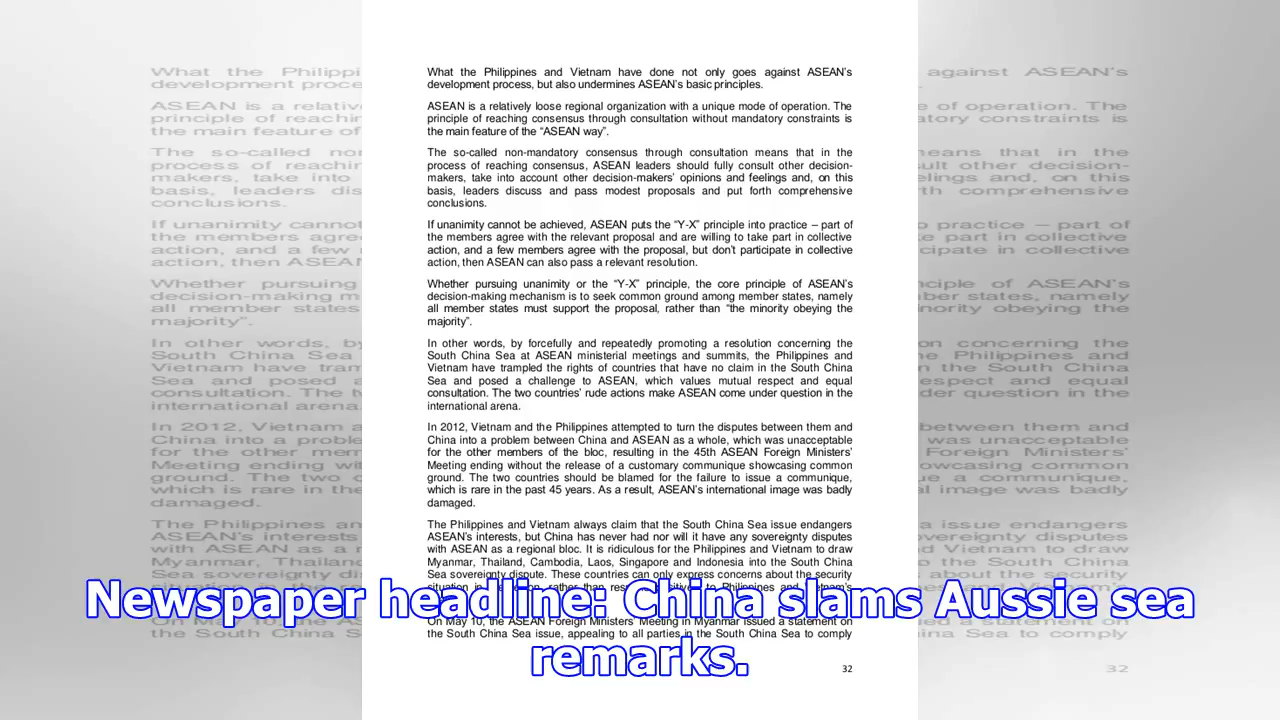 What the Philippines and Vietnam have done not only goes against ASEAN's
development process, but also undermines ASEAN's basic principles.
ASEAN is a relatively loose regional organization with a unique mode of operation. The
principle of reaching consensus through consultation without mandatory constraints is
the main feature of the “ASEAN way”.
The so-called non-mandatory consensus through consultation means that in the
process of reaching consensus, ASEAN leaders should fully consult other decision-
makers, take into account other decision-makers' opinions and feelings and, on this
basis, leaders discuss and pass modest proposals and put forth comprehensive
conclusions.
If unanimity cannot be achieved, ASEAN puts the “Y-X” principle into practice – part of
the members agree with the relevant proposal and are willing to take part in collective
action, and a few members agree with the proposal, but don't participate in collective
action, then ASEAN can also pass a relevant resolution.
Whether pursuing unanimity or the “Y-X” principle, the core principle of ASEAN's
decision-making mechanism is to seek common ground among member states, namely
all member states must support the proposal, rather than “the minority obeying the
majority”.
In other words, by forcefully and repeatedly promoting a resolution concerning the
South China Sea at ASEAN ministerial meetings and summits, the Philippines and
Vietnam have trampled the rights of countries that have no claim in the South China
Sea and posed a challenge to ASEAN, which values mutual respect and equal
consultation. The two countries' rude actions make ASEAN come under question in the
international arena.
In 2012, Vietnam and the Philippines attempted to turn the disputes between them and
China into a problem between China and ASEAN as a whole, which was unacceptable
for the other members of the bloc, resulting in the 45th ASEAN Foreign Ministers'
Meeting ending without the release of a customary communique showcasing common
ground. The two countries should be blamed for the failure to issue a communique,
which is rare in the past 45 years. As a result, ASEAN's international image was badly
damaged.
The Philippines and Vietnam always claim that the South China Sea issue endangers
ASEAN's interests, but China has never had nor will it have any sovereignty disputes
with ASEAN as a regional bloc. It is ridiculous for the Philippines and Vietnam to draw
Myanmar, Thailand, Cambodia, Laos, Singapore and Indonesia into the South China
Sea sovereignty dispute. These countries can only express concerns about the security
Newspaper headline: China slams Aussie sea
remarks.
On May 10, the ASEAN Foreign Ministers' Meeting in Myanmar issued a statement on
the South China Sea issue, appealing to all parties in the South China Sea to comply
32